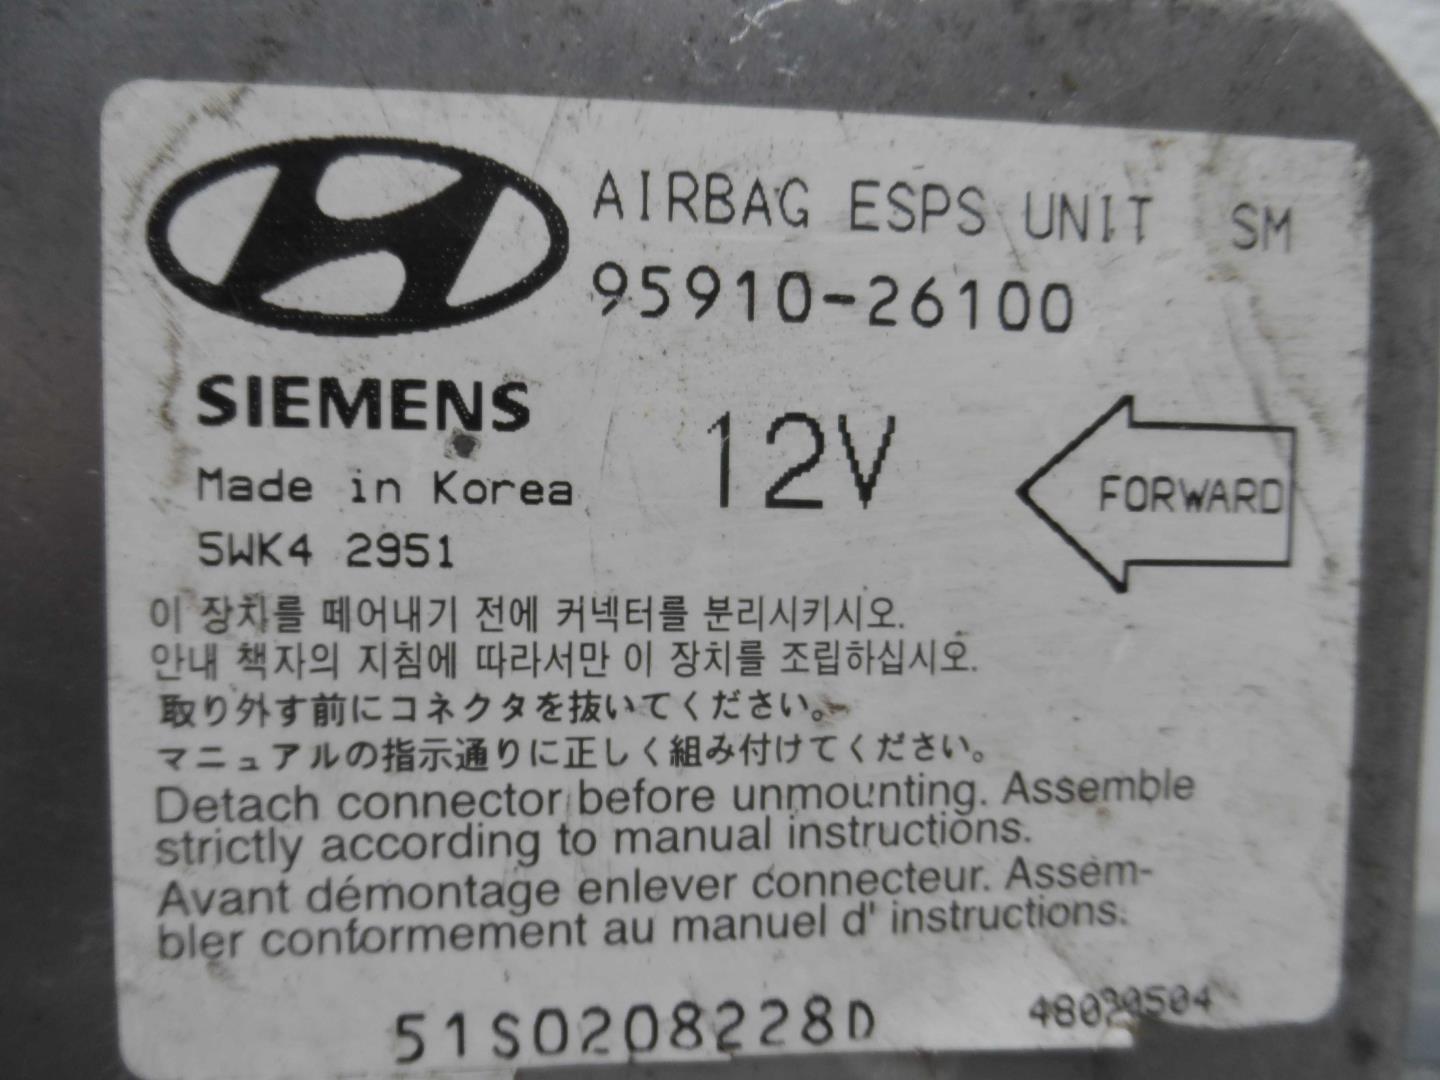 AIRBAG ESPS UNIT SM
95910-26100
SIEMENS
12V
FORWARD
Made in Korea
5WK4 2951
이 장치를 떼어내기 전에 커넥터를 분리시키시오.
안내 책자의 지침에 따라서만 이 장치를 조립하십시오.
取り外す前にコネクタを抜いてください。
マニュアルの指示通りに正しく組み付けてください。
Detach connector before unmounting. Assemble
strictly according to manual instructions.
Avant démontage enlever connecteur. Assem-
bler conformement au manuel d' instructions.
51S0208228D
48020504